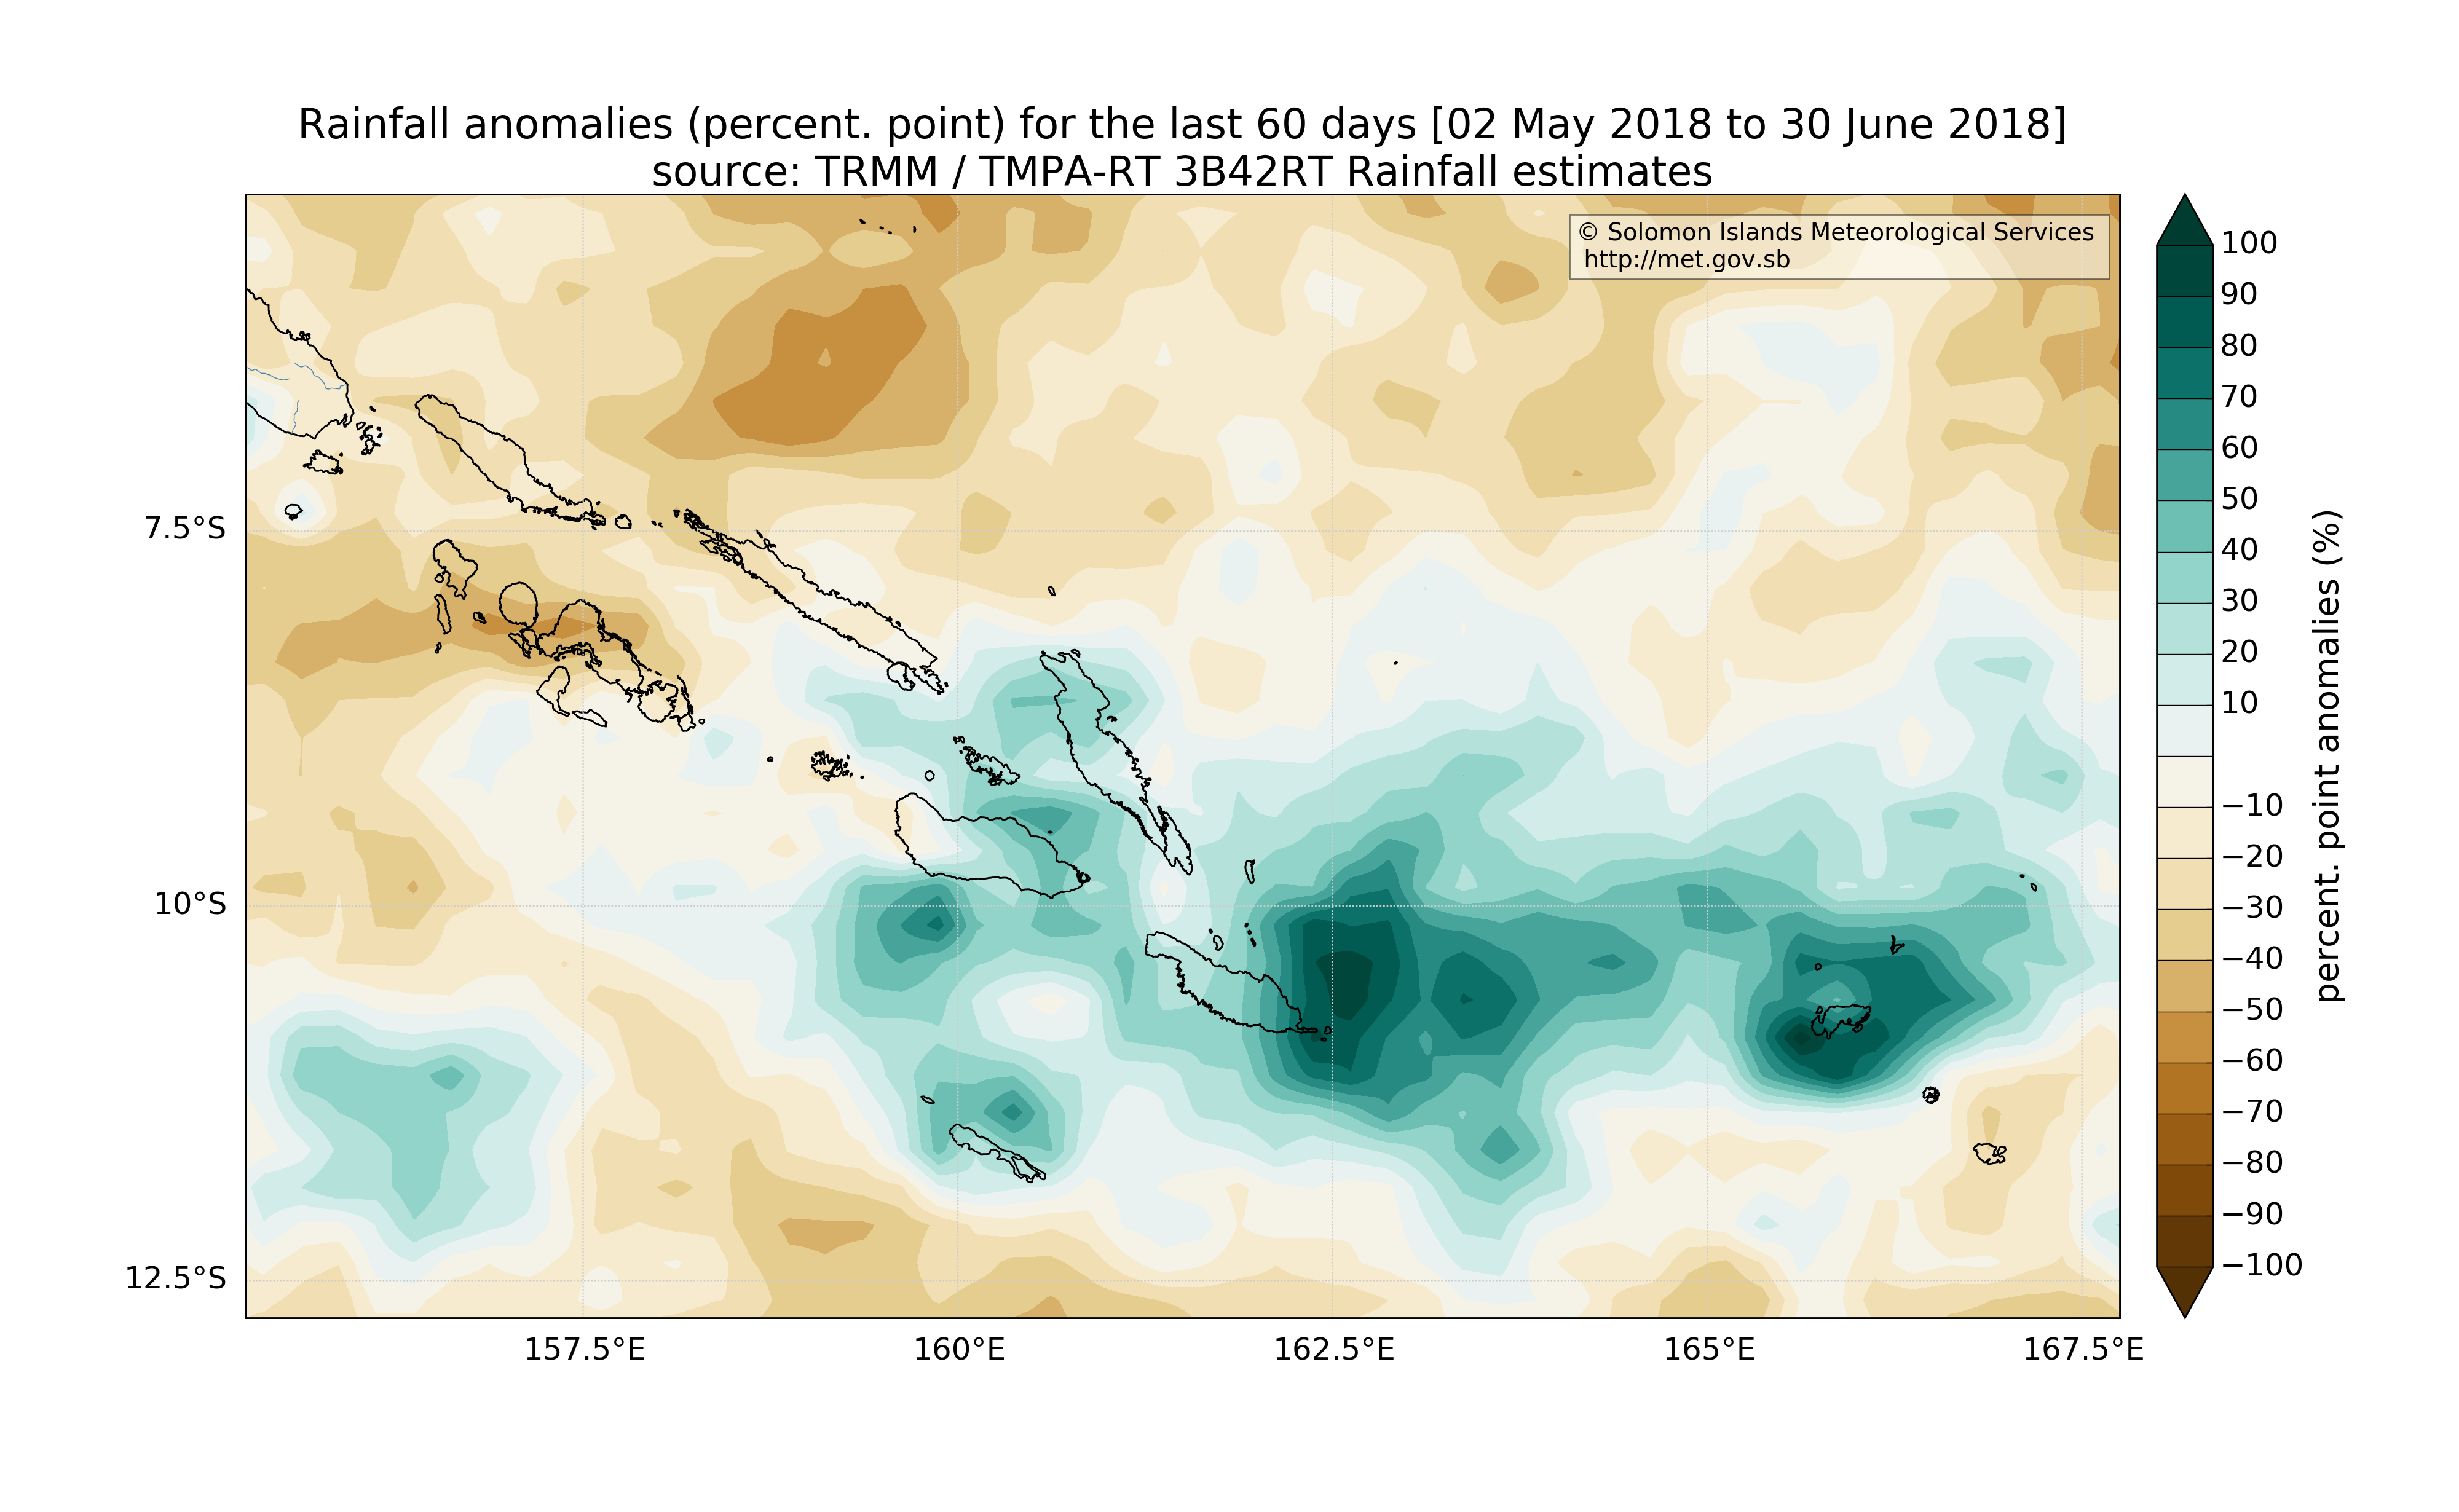 Rainfall anomalies (percent. point) for the last 60 days [02 May 2018 to 30 June 2018]
source: TRMM / TMPA-RT 3B42RT Rainfall estimates
© Solomon Islands Meteorological Services
http://met.gov.sb
7.5°S
10°S
12.5°S
157.5°E
160°E
162.5°E
165°E
167.5°E
100
90
80
70
60
50
40
30
20
10
−10
−20
−30
−40
−50
−60
−70
−80
−90
−100
percent. point anomalies (%)